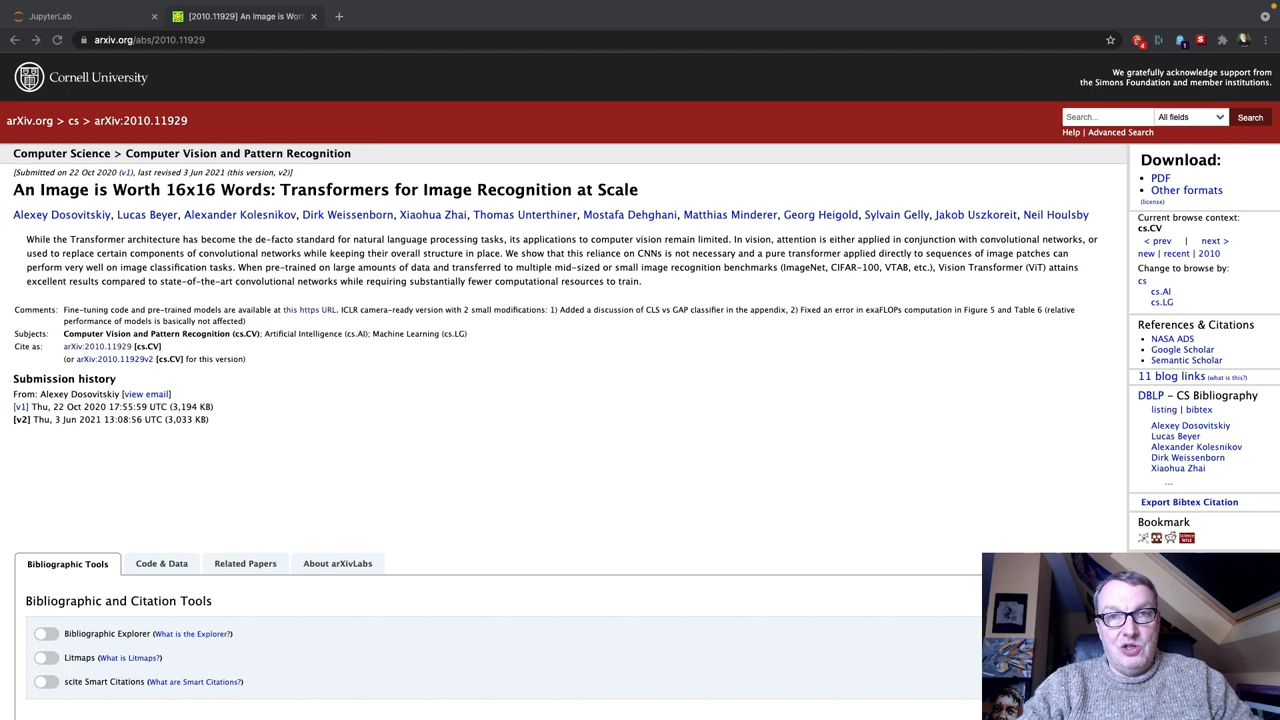 JupyterLab
[2010.11929] An Image is Wort
arxiv.org/abs/2010.11929
4
1
S
Cornell University
We gratefully acknowledge support from
the Simons Foundation and member institutions.
arXiv.org > cs > arXiv:2010.11929
Search...
All fields
Search
Help | Advanced Search
Computer Science > Computer Vision and Pattern Recognition
[Submitted on 22 Oct 2020 (v1), last revised 3 Jun 2021 (this version, v2)]
An Image is Worth 16x16 Words: Transformers for Image Recognition at Scale
Alexey Dosovitskiy, Lucas Beyer, Alexander Kolesnikov, Dirk Weissenborn, Xiaohua Zhai, Thomas Unterthiner, Mostafa Dehghani, Matthias Minderer, Georg Heigold, Sylvain Gelly, Jakob Uszkoreit, Neil Houlsby
While the Transformer architecture has become the de-facto standard for natural language processing tasks, its applications to computer vision remain limited. In vision, attention is either applied in conjunction with convolutional networks, or
used to replace certain components of convolutional networks while keeping their overall structure in place. We show that this reliance on CNNs is not necessary and a pure transformer applied directly to sequences of image patches can
perform very well on image classification tasks. When pre-trained on large amounts of data and transferred to multiple mid-sized or small image recognition benchmarks (ImageNet, CIFAR-100, VTAB, etc.), Vision Transformer (ViT) attains
excellent results compared to state-of-the-art convolutional networks while requiring substantially fewer computational resources to train.
Comments: Fine-tuning code and pre-trained models are available at this https URL. ICLR camera-ready version with 2 small modifications: 1) Added a discussion of CLS vs GAP classifier in the appendix, 2) Fixed an error in exaFLOPs computation in Figure 5 and Table 6 (relative
performance of models is basically not affected)
Subjects: Computer Vision and Pattern Recognition (cs.CV); Artificial Intelligence (cs.AI); Machine Learning (cs.LG)
Cite as: arXiv:2010.11929 [cs.CV]
(or arXiv:2010.11929v2 [cs.CV] for this version)
Submission history
From: Alexey Dosovitskiy [view email]
[v1] Thu, 22 Oct 2020 17:55:59 UTC (3,194 KB)
[v2] Thu, 3 Jun 2021 13:08:56 UTC (3,033 KB)
Download:
PDF
Other formats
(license)
Current browse context:
cs.CV
< prev | next >
new | recent | 2010
Change to browse by:
cs
cs.AI
cs.LG
References & Citations
NASA ADS
Google Scholar
Semantic Scholar
11 blog links (what is this?)
DBLP - CS Bibliography
listing | bibtex
Alexey Dosovitskiy
Lucas Beyer
Alexander Kolesnikov
Dirk Weissenborn
Xiaohua Zhai
...
Export Bibtex Citation
Bookmark
Bibliographic Tools
Code & Data
Related Papers
About arXivLabs
Bibliographic and Citation Tools
Bibliographic Explorer (What is the Explorer?)
Litmaps (What is Litmaps?)
scite Smart Citations (What are Smart Citations?)